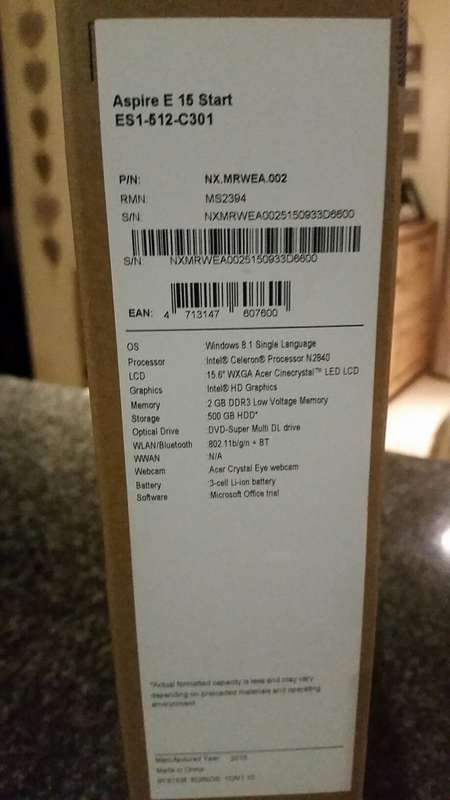 Aspire E 15 Start
ES1-512-C301
P/N: NX.MRWEA.002
RMN: MS2394
S/N: NXMRWEA0025150933D6600
S/N: NXMRWEA0025150933D6600
EAN: 4 713147 607600
OS Windows 8.1 Single Language
Processor :Intel® Celeron® Processor N2840
LCD :15.6" WXGA Acer Cinecrystal™ LED LCD
Graphics :Intel® HD Graphics
Memory :2 GB DDR3 Low Voltage Memory
Storage :500 GB HDD*
Optical Drive :DVD-Super Multi DL drive
WLAN/Bluetooth :802.11b/g/n + BT
WWAN :N/A
Webcam :Acer Crystal Eye webcam
Battery :3-cell Li-ion battery
Software :Microsoft Office trial
*Actual formatted capacity is less and may vary
depending on preloaded materials and operating
environment.
Manufactured Year: 2015
Made in China